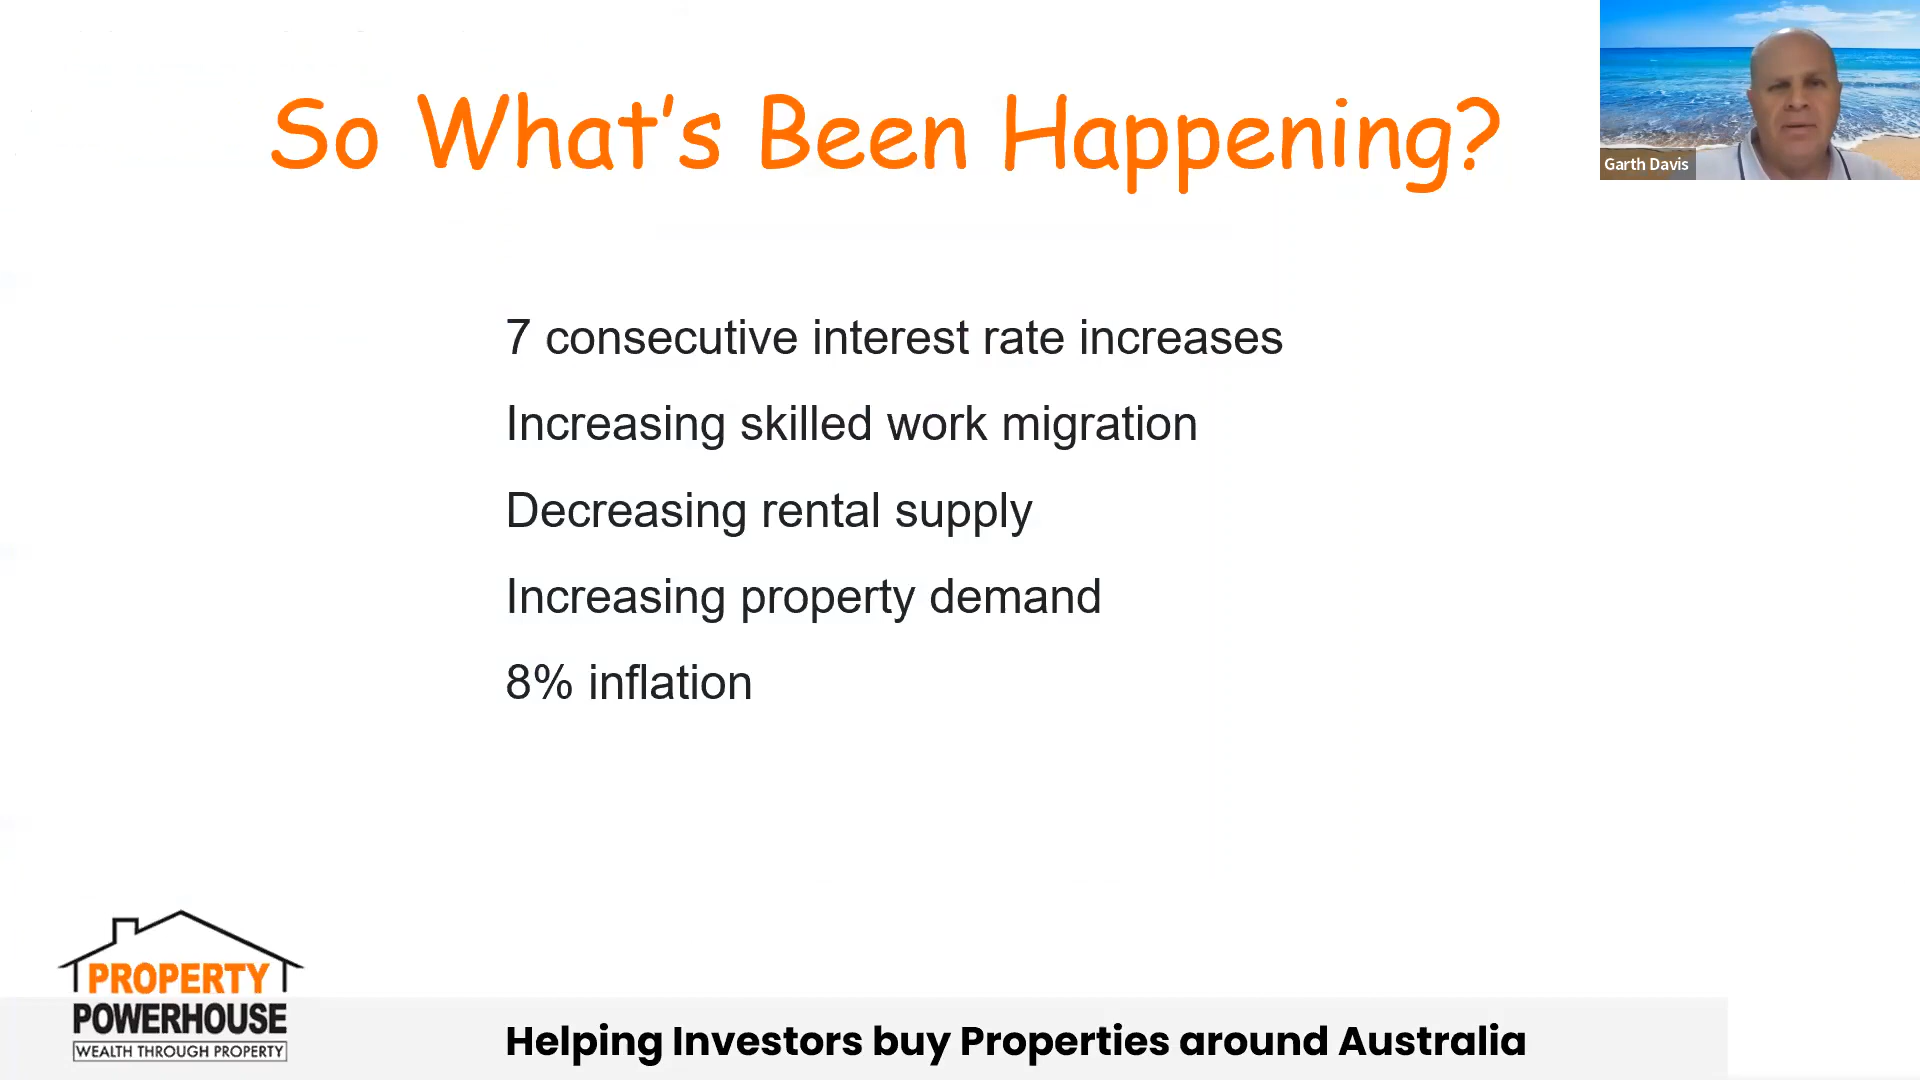 So What's Been Happening?
Garth Davis
7 consecutive interest rate increases
Increasing skilled work migration
Decreasing rental supply
Increasing property demand
8% inflation
PROPERTY
POWERHOUSE
WEALTH THROUGH PROPERTY
Helping Investors buy Properties around Australia